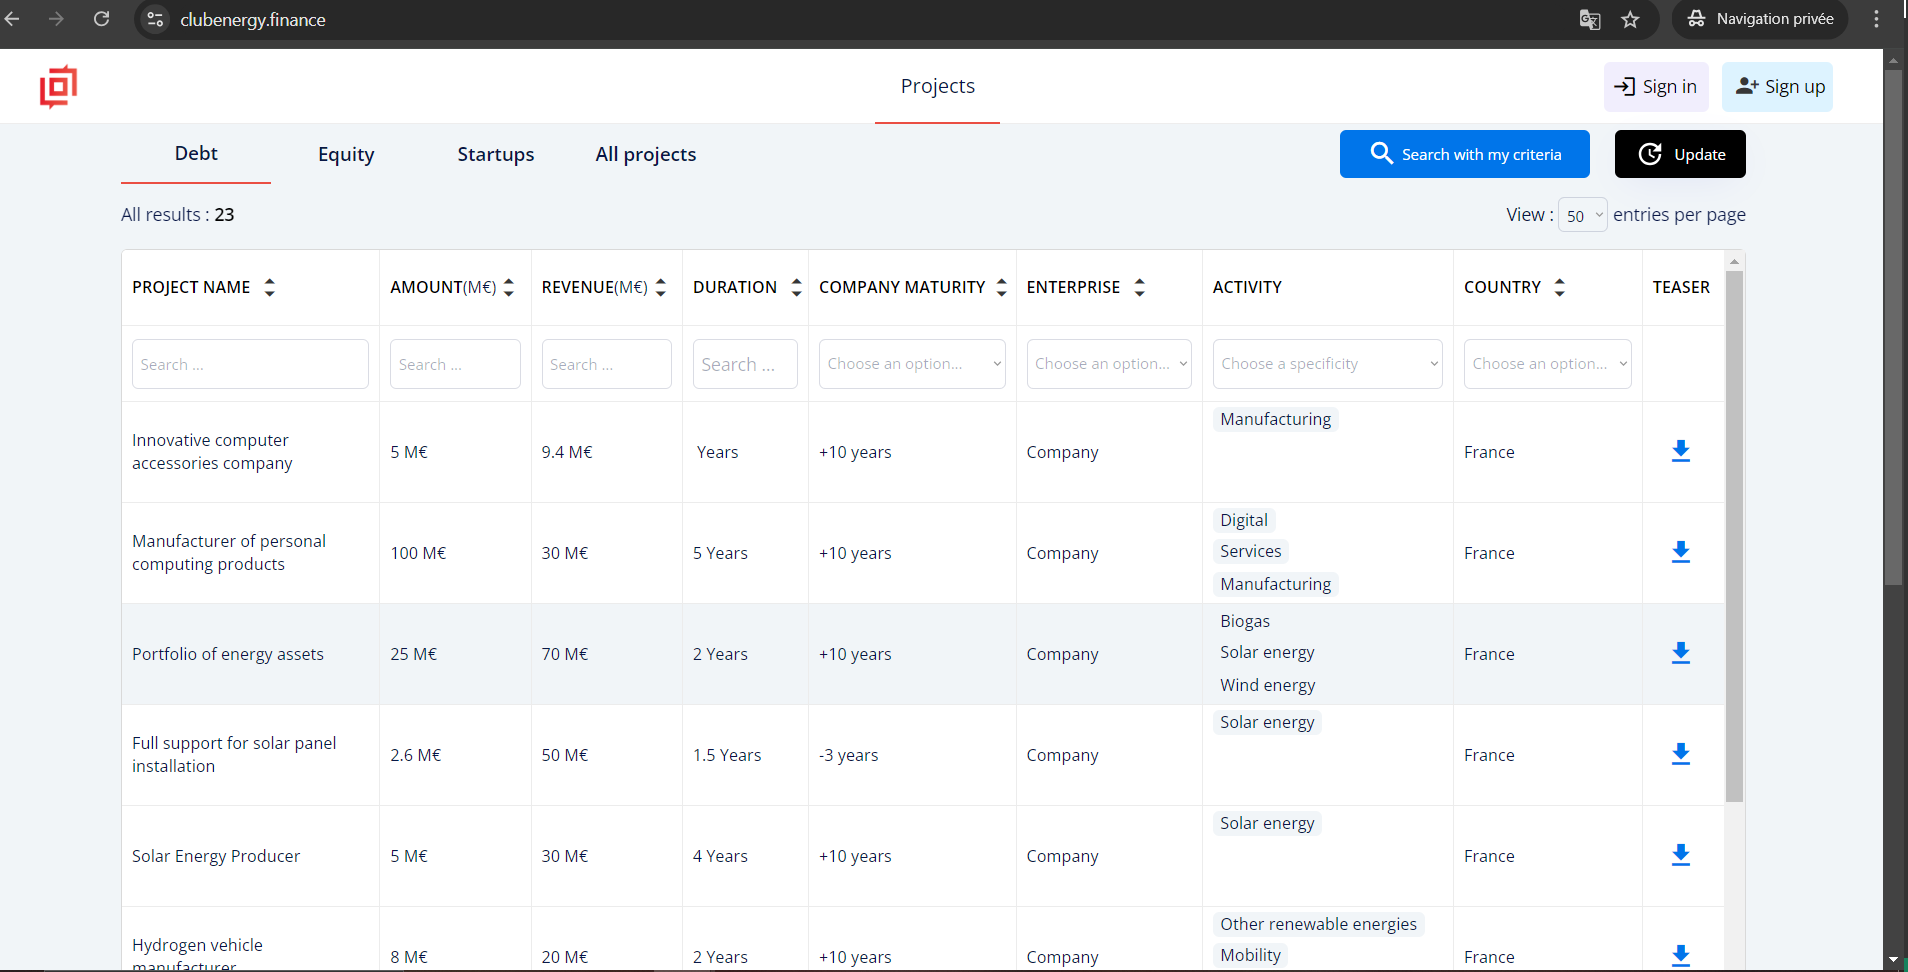 clubenergy.finance
Navigation privée
Projects
Sign in
Sign up
Debt
Equity
Startups
All projects
Search with my criteria
Update
All results : 23
View : 50 entries per page
PROJECT NAME
AMOUNT(M€)
REVENUE(M€)
DURATION
COMPANY MATURITY
ENTERPRISE
ACTIVITY
COUNTRY
TEASER
Search ...
Search ...
Search ...
Search ...
Choose an option...
Choose an option...
Choose a specificity
Choose an option...
Innovative computer
accessories company
5 M€
9.4 M€
Years
+10 years
Company
Manufacturing
France
Manufacturer of personal
computing products
100 M€
30 M€
5 Years
+10 years
Company
Digital
Services
Manufacturing
France
Portfolio of energy assets
25 M€
70 M€
2 Years
+10 years
Company
Biogas
Solar energy
Wind energy
France
Full support for solar panel
installation
2.6 M€
50 M€
1.5 Years
-3 years
Company
Solar energy
France
Solar Energy Producer
5 M€
30 M€
4 Years
+10 years
Company
Solar energy
France
Hydrogen vehicle
manufacturer
8 M€
20 M€
2 Years
+10 years
Company
Other renewable energies
Mobility
France